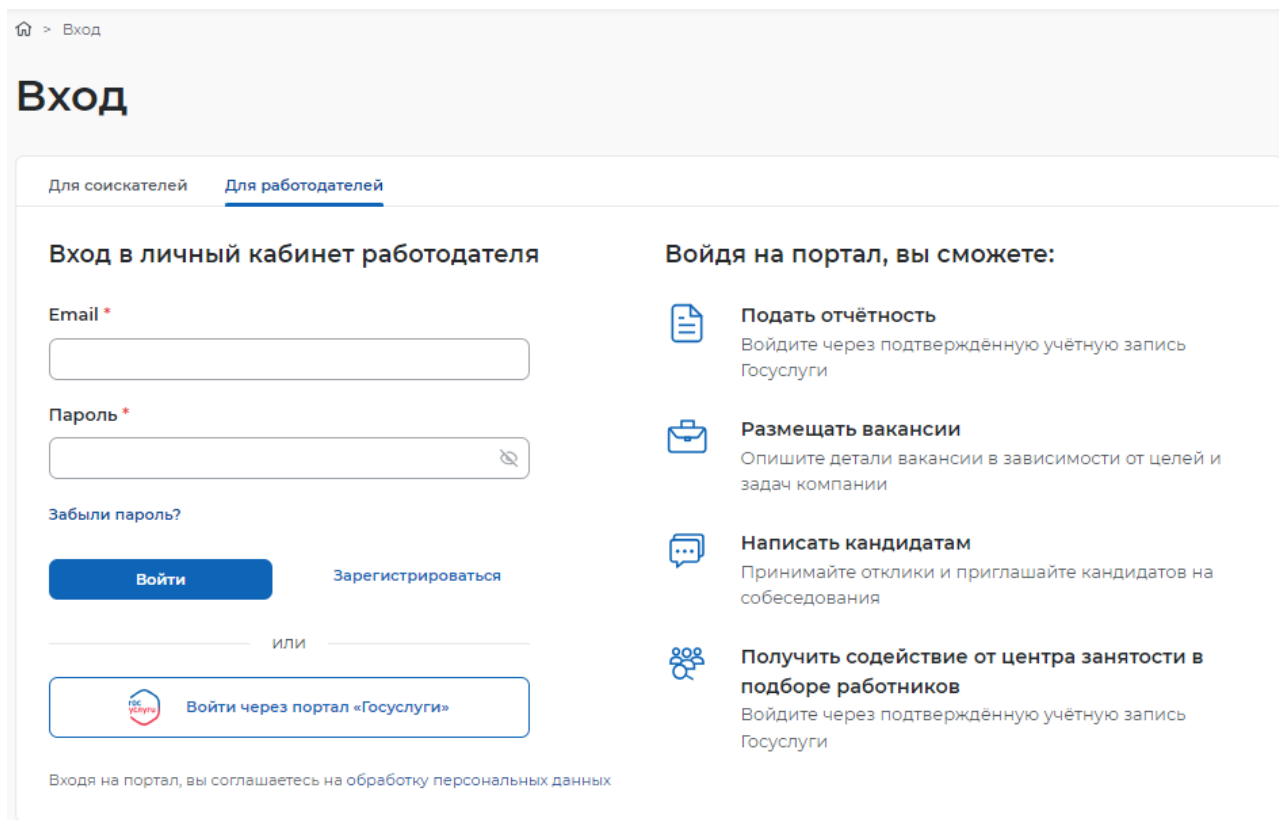 > Вход
Вход
Для соискателей Для работодателей
Вход в личный кабинет работодателя
Email *
Пароль *
Забыли пароль?
Войти Зарегистрироваться
или
гос
услуги
Войти через портал «Госуслуги»
Входя на портал, вы соглашаетесь на обработку персональных данных
Войдя на портал, вы сможете:
Подать отчётность
Войдите через подтверждённую учётную запись
Госуслуги
Размещать вакансии
Опишите детали вакансии в зависимости от целей и
задач компании
Написать кандидатам
Принимайте отклики и приглашайте кандидатов на
собеседования
Получить содействие от центра занятости в
подборе работников
Войдите через подтверждённую учётную запись
Госуслуги